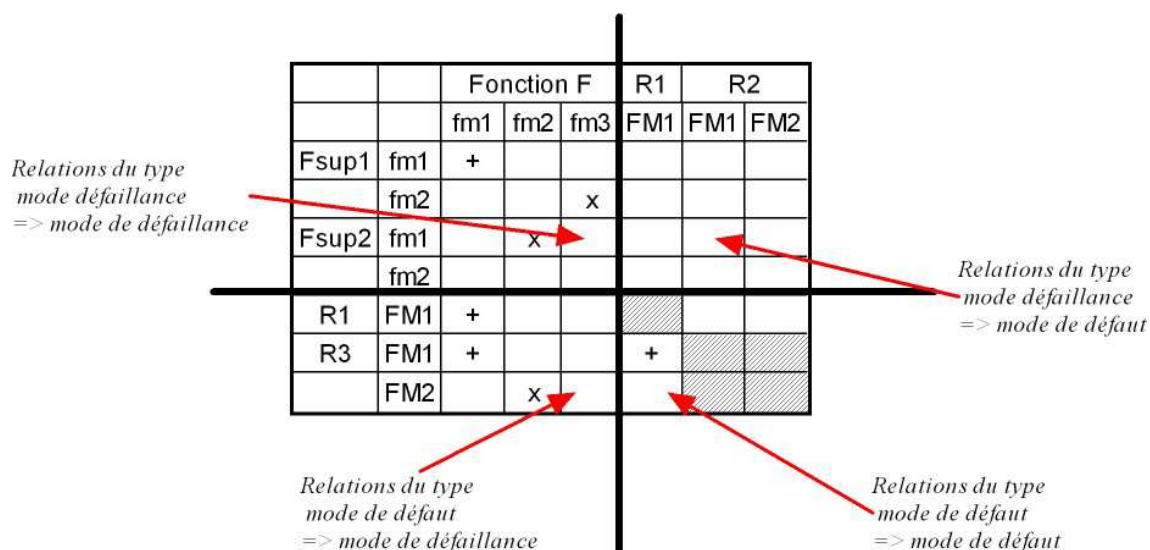 Fonction F R1 R2
fm1 fm2 fm3 FM1 FM1 FM2
Fsup1 fm1 +
fm2 x
Fsup2 fm1 x
fm2
R1 FM1 +
R3 FM1 + +
FM2 x
Relations du type
mode défaillance
=> mode de défaillance
Relations du type
mode défaillance
=> mode de défaut
Relations du type
mode de défaut
=> mode de défaillance
Relations du type
mode de défaut
=> mode de défaut